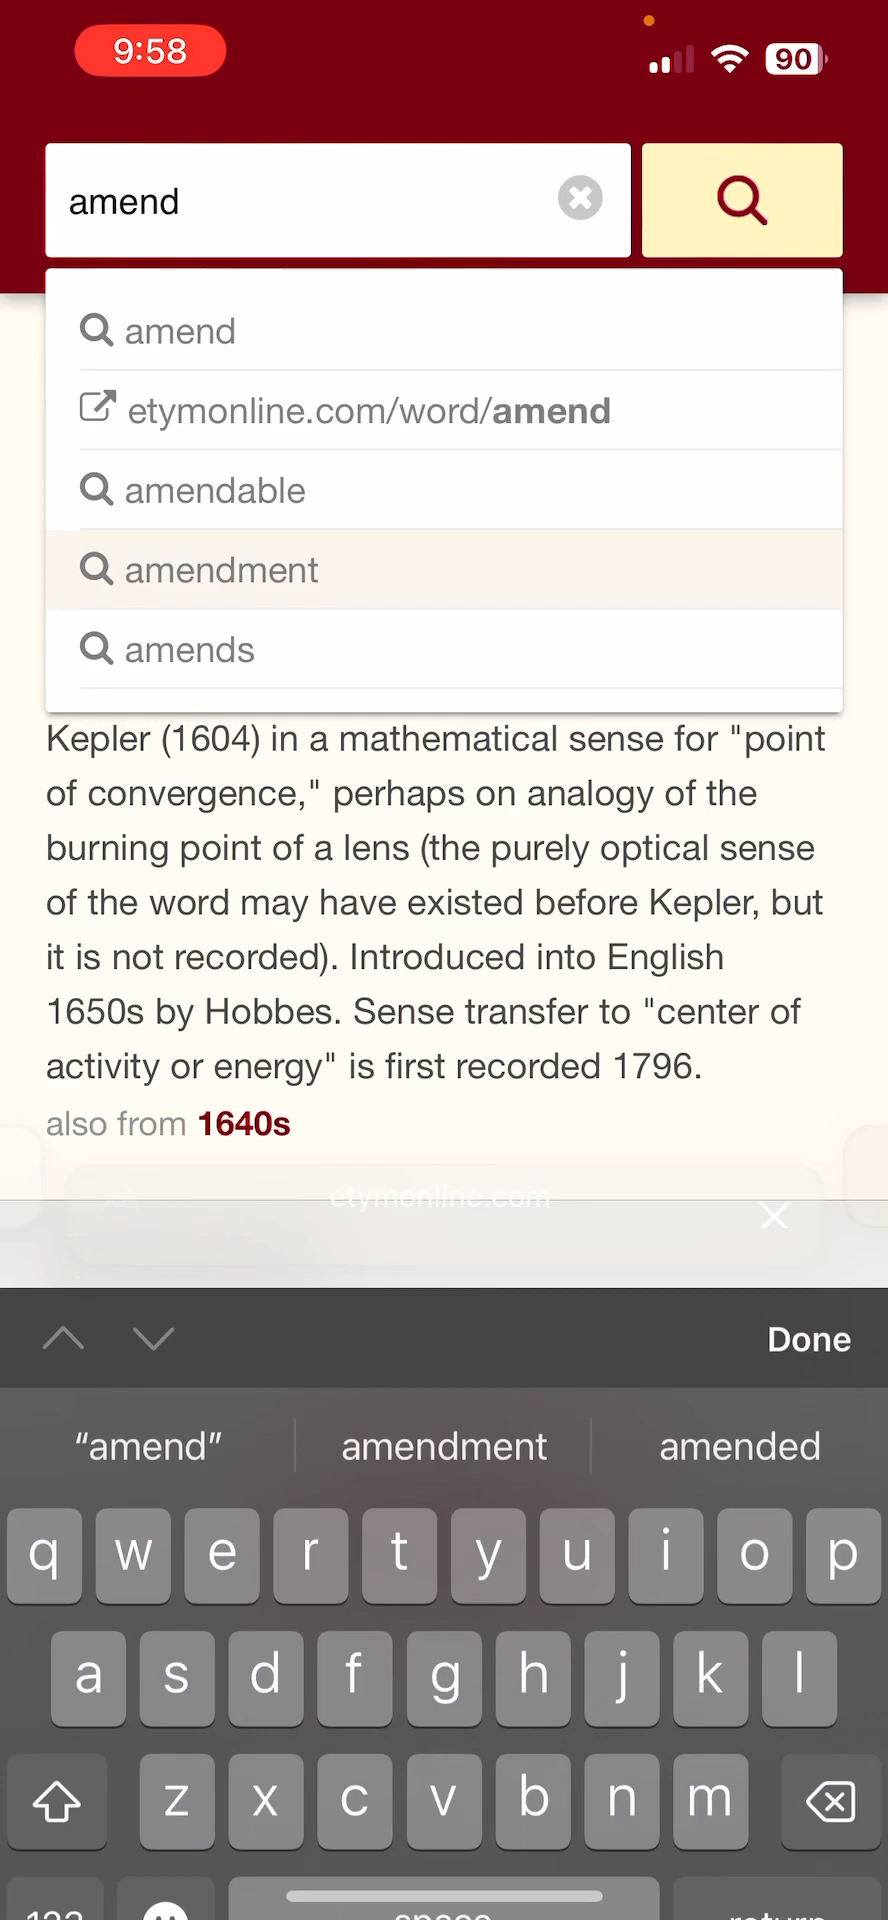 9:58
90
amend
amend
etymonline.com/word/amend
amendable
amendment
amends
Kepler (1604) in a mathematical sense for "point
of convergence," perhaps on analogy of the
burning point of a lens (the purely optical sense
of the word may have existed before Kepler, but
it is not recorded). Introduced into English
1650s by Hobbes. Sense transfer to "center of
activity or energy" is first recorded 1796.
also from 1640s
etymonline.com
Done
“amend” amendment amended
q w e r t y u i o p
a s d f g h j k l
z x c v b n m
123 space return